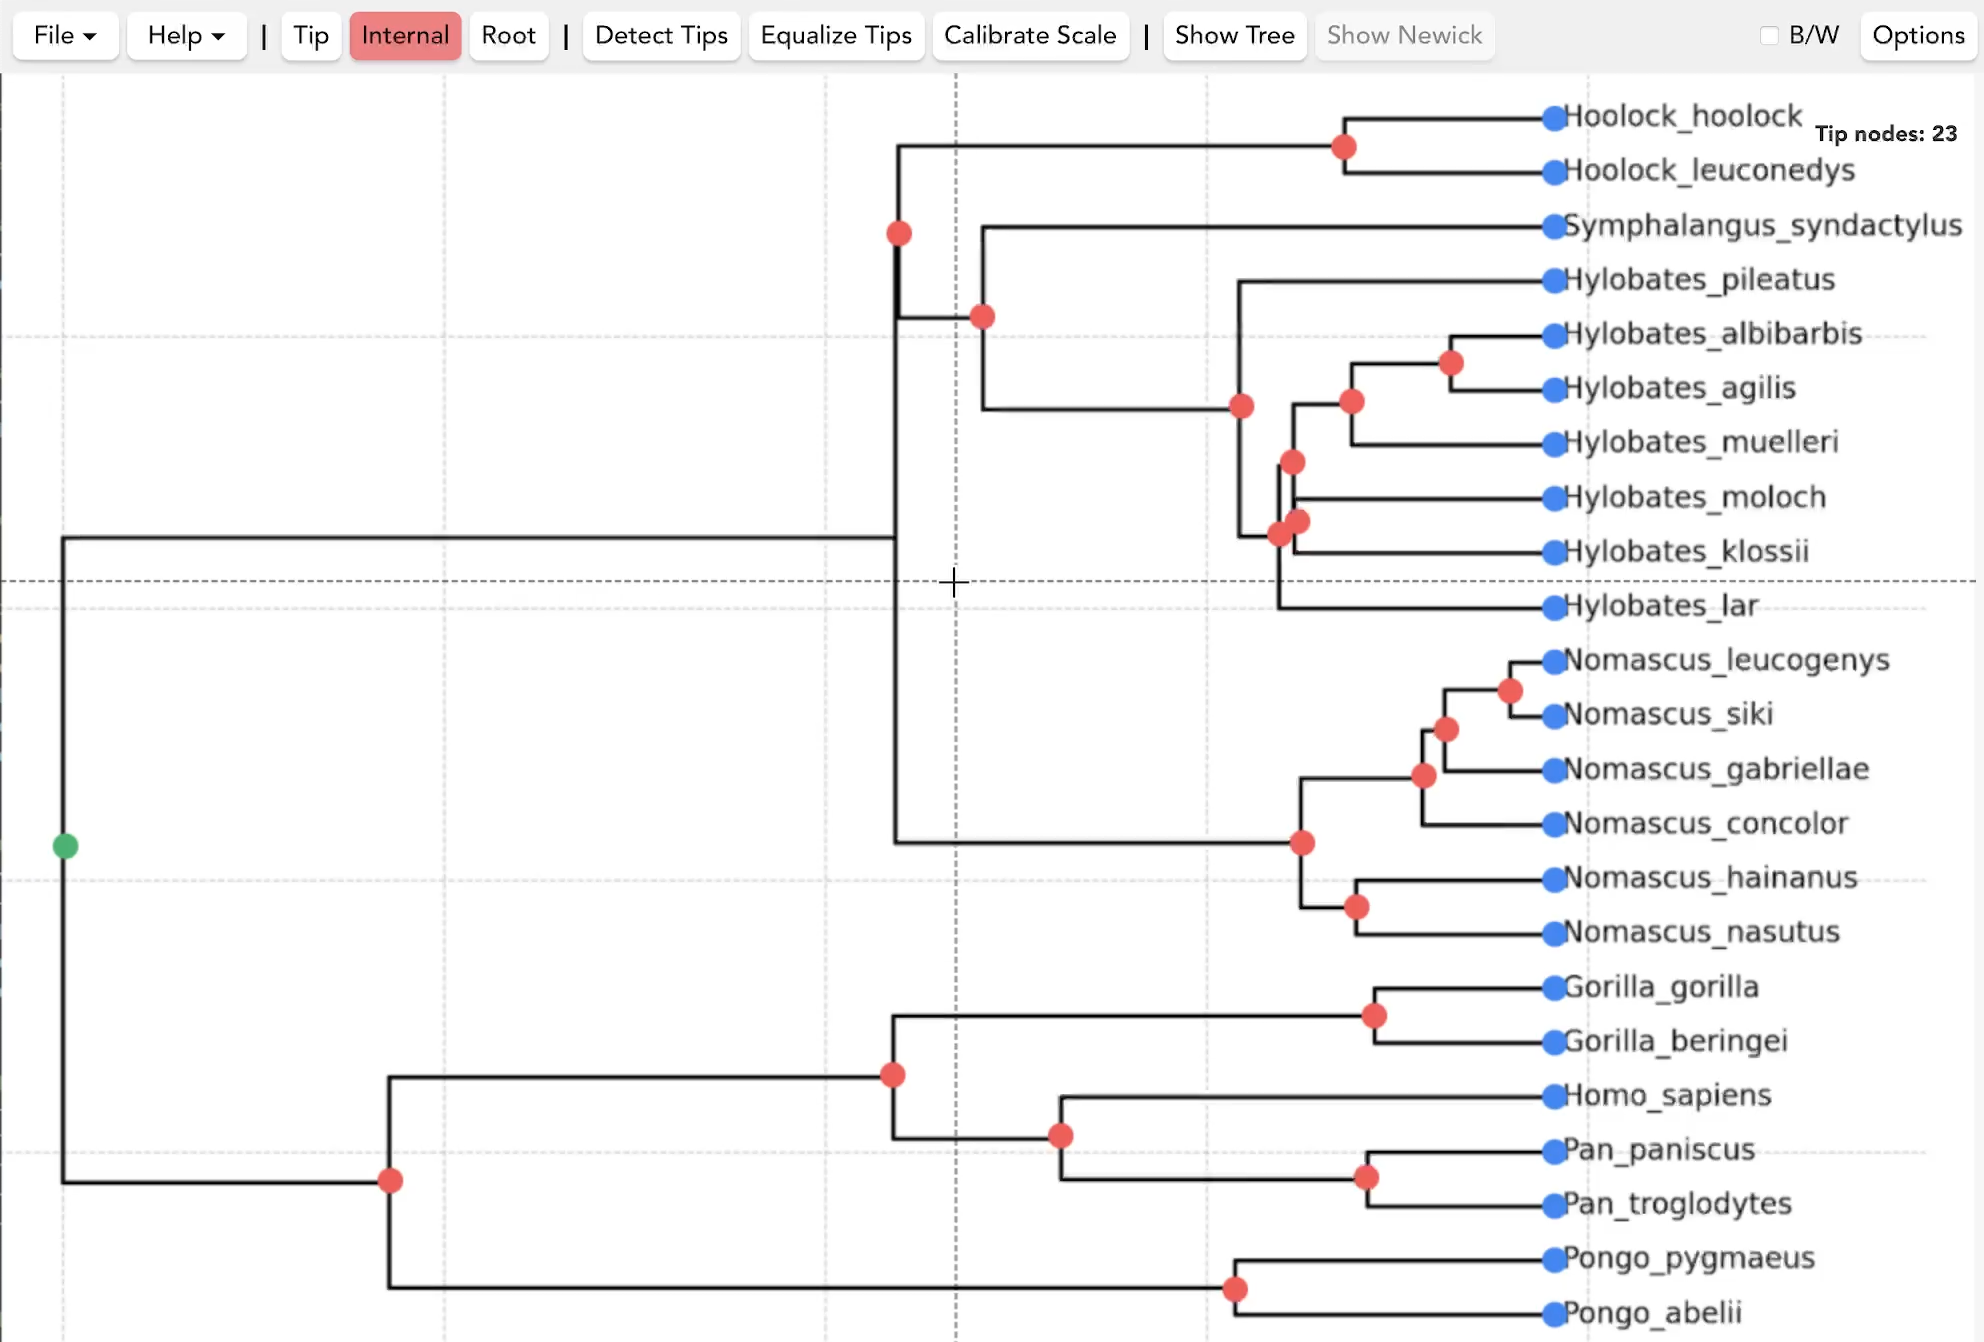 File Help | Tip Internal Root | Detect Tips Equalize Tips Calibrate Scale | Show Tree Show Newick B/W Options
Hoolock_hoolock
Tip nodes: 23
Hoolock_leuconedys
Symphalangus_syndactylus
Hylobates_pileatus
Hylobates_albibarbis
Hylobates_agilis
Hylobates_muelleri
Hylobates_moloch
Hylobates_klossii
Hylobates_lar
Nomascus_leucogenys
Nomascus_siki
Nomascus_gabriellae
Nomascus_concolor
Nomascus_hainanus
Nomascus_nasutus
Gorilla_gorilla
Gorilla_beringei
Homo_sapiens
Pan_paniscus
Pan_troglodytes
Pongo_pygmaeus
Pongo_abelii